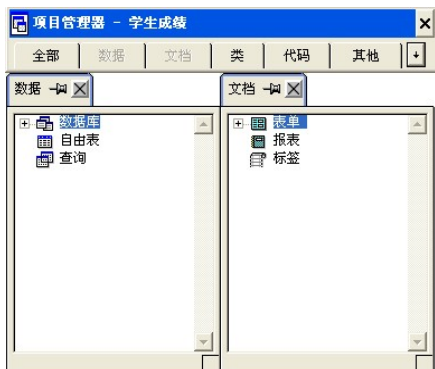 项目管理器 - 学生成绩
全部 数据 文档 类 代码 其他
数据
数据库
自由表
查询
文档
表单
报表
标签